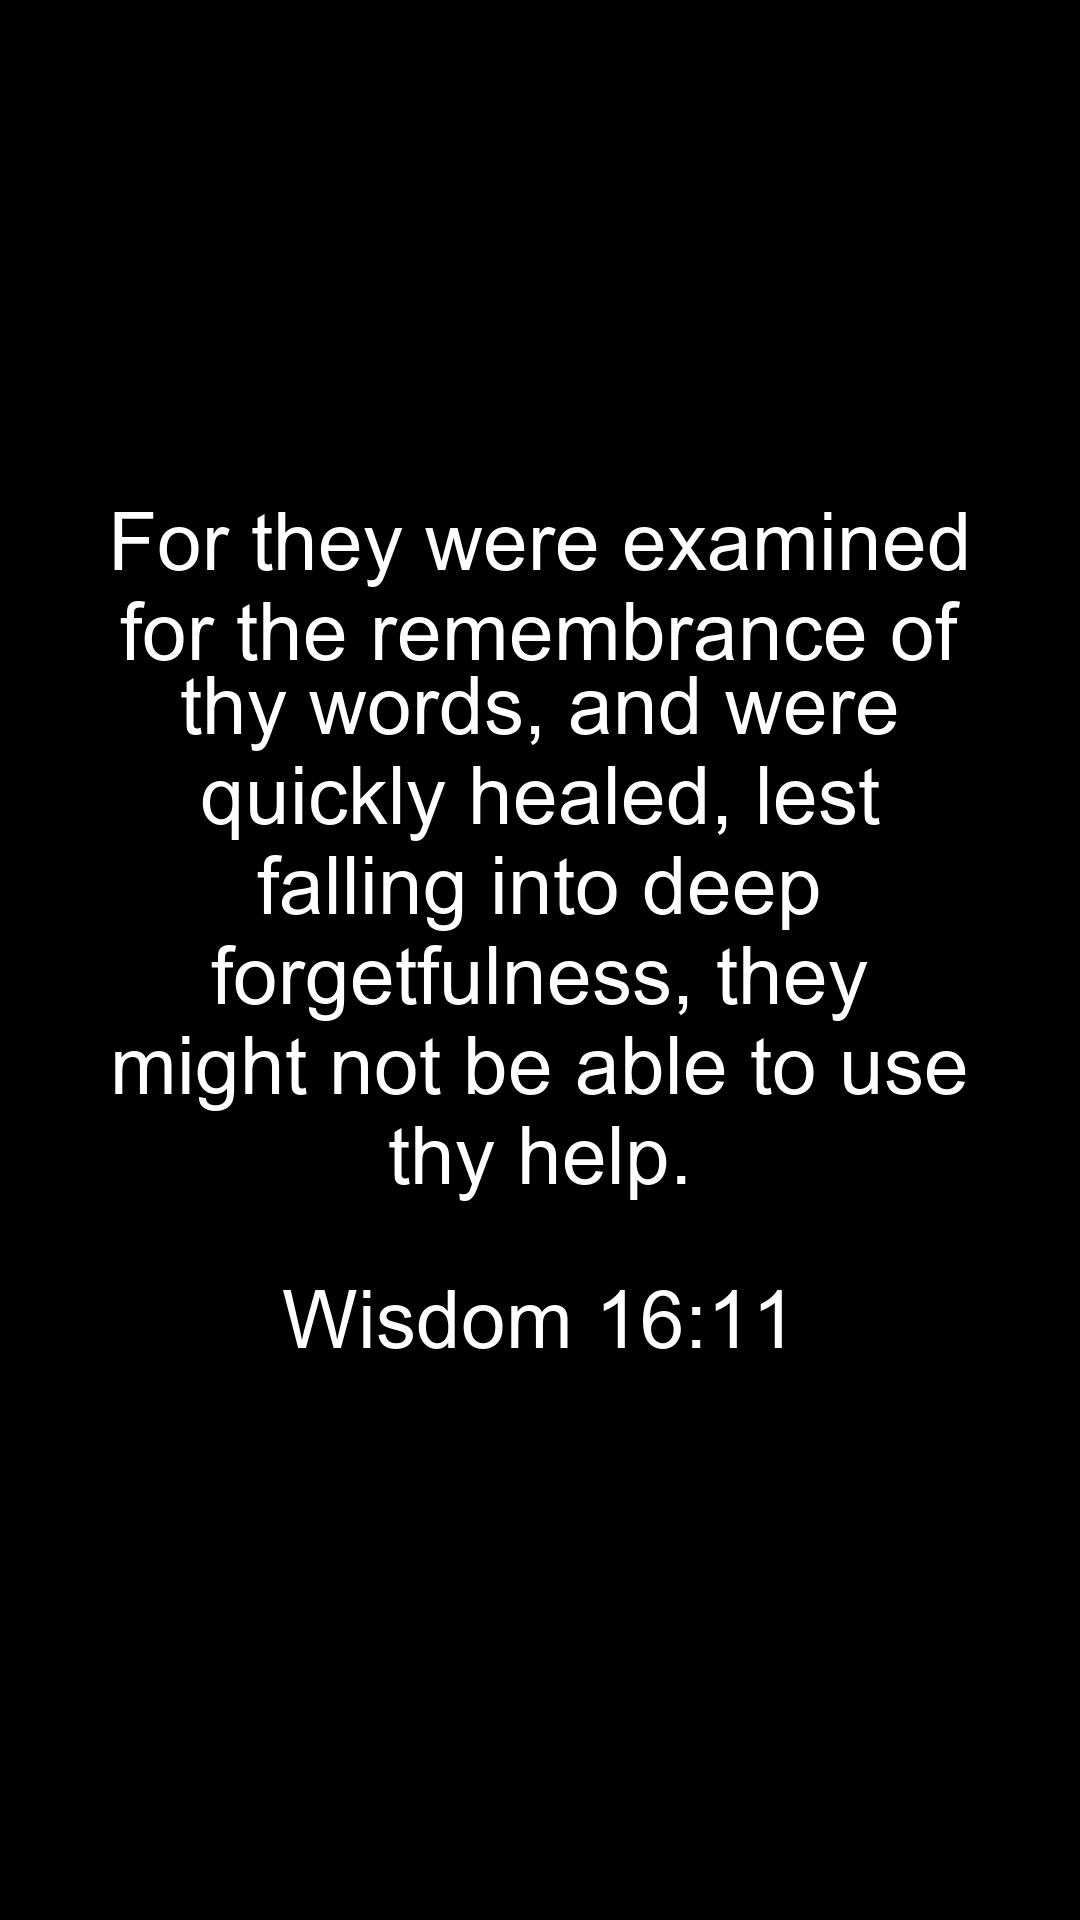 For they were examined
for the remembrance of
thy words, and were
quickly healed, lest
falling into deep
forgetfulness, they
might not be able to use
thy help.
Wisdom 16:11